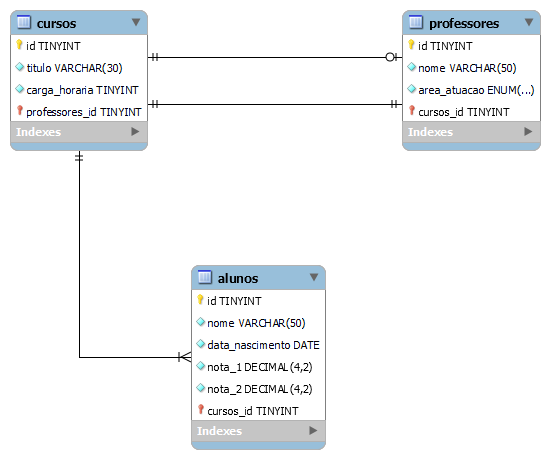 cursos
id TINYINT
titulo VARCHAR(30)
carga_horaria TINYINT
professores_id TINYINT
Indexes
professores
id TINYINT
nome VARCHAR(50)
area_atuacao ENUM(...)
cursos_id TINYINT
Indexes
alunos
id TINYINT
nome VARCHAR(50)
data_nascimento DATE
nota_1 DECIMAL(4,2)
nota_2 DECIMAL(4,2)
cursos_id TINYINT
Indexes